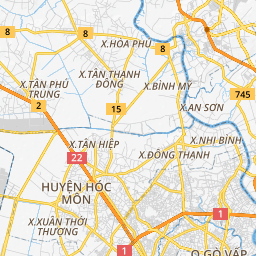 8
8
X.HÒA PHÚ
8
X.TÂN THẠNH
ĐÔNG
X.TÂN PHÚ
TRUNG
X.BÌNH MỸ
745
2
15
X.AN SƠN
X.NHỊ BÌNH
X.TÂN HIỆP
22
X.ĐÔNG THẠNH
HUYỆN HÓC
MÔN
X.XUÂN THỚI
THƯỢNG
1
1
Q.GÒ VẤP